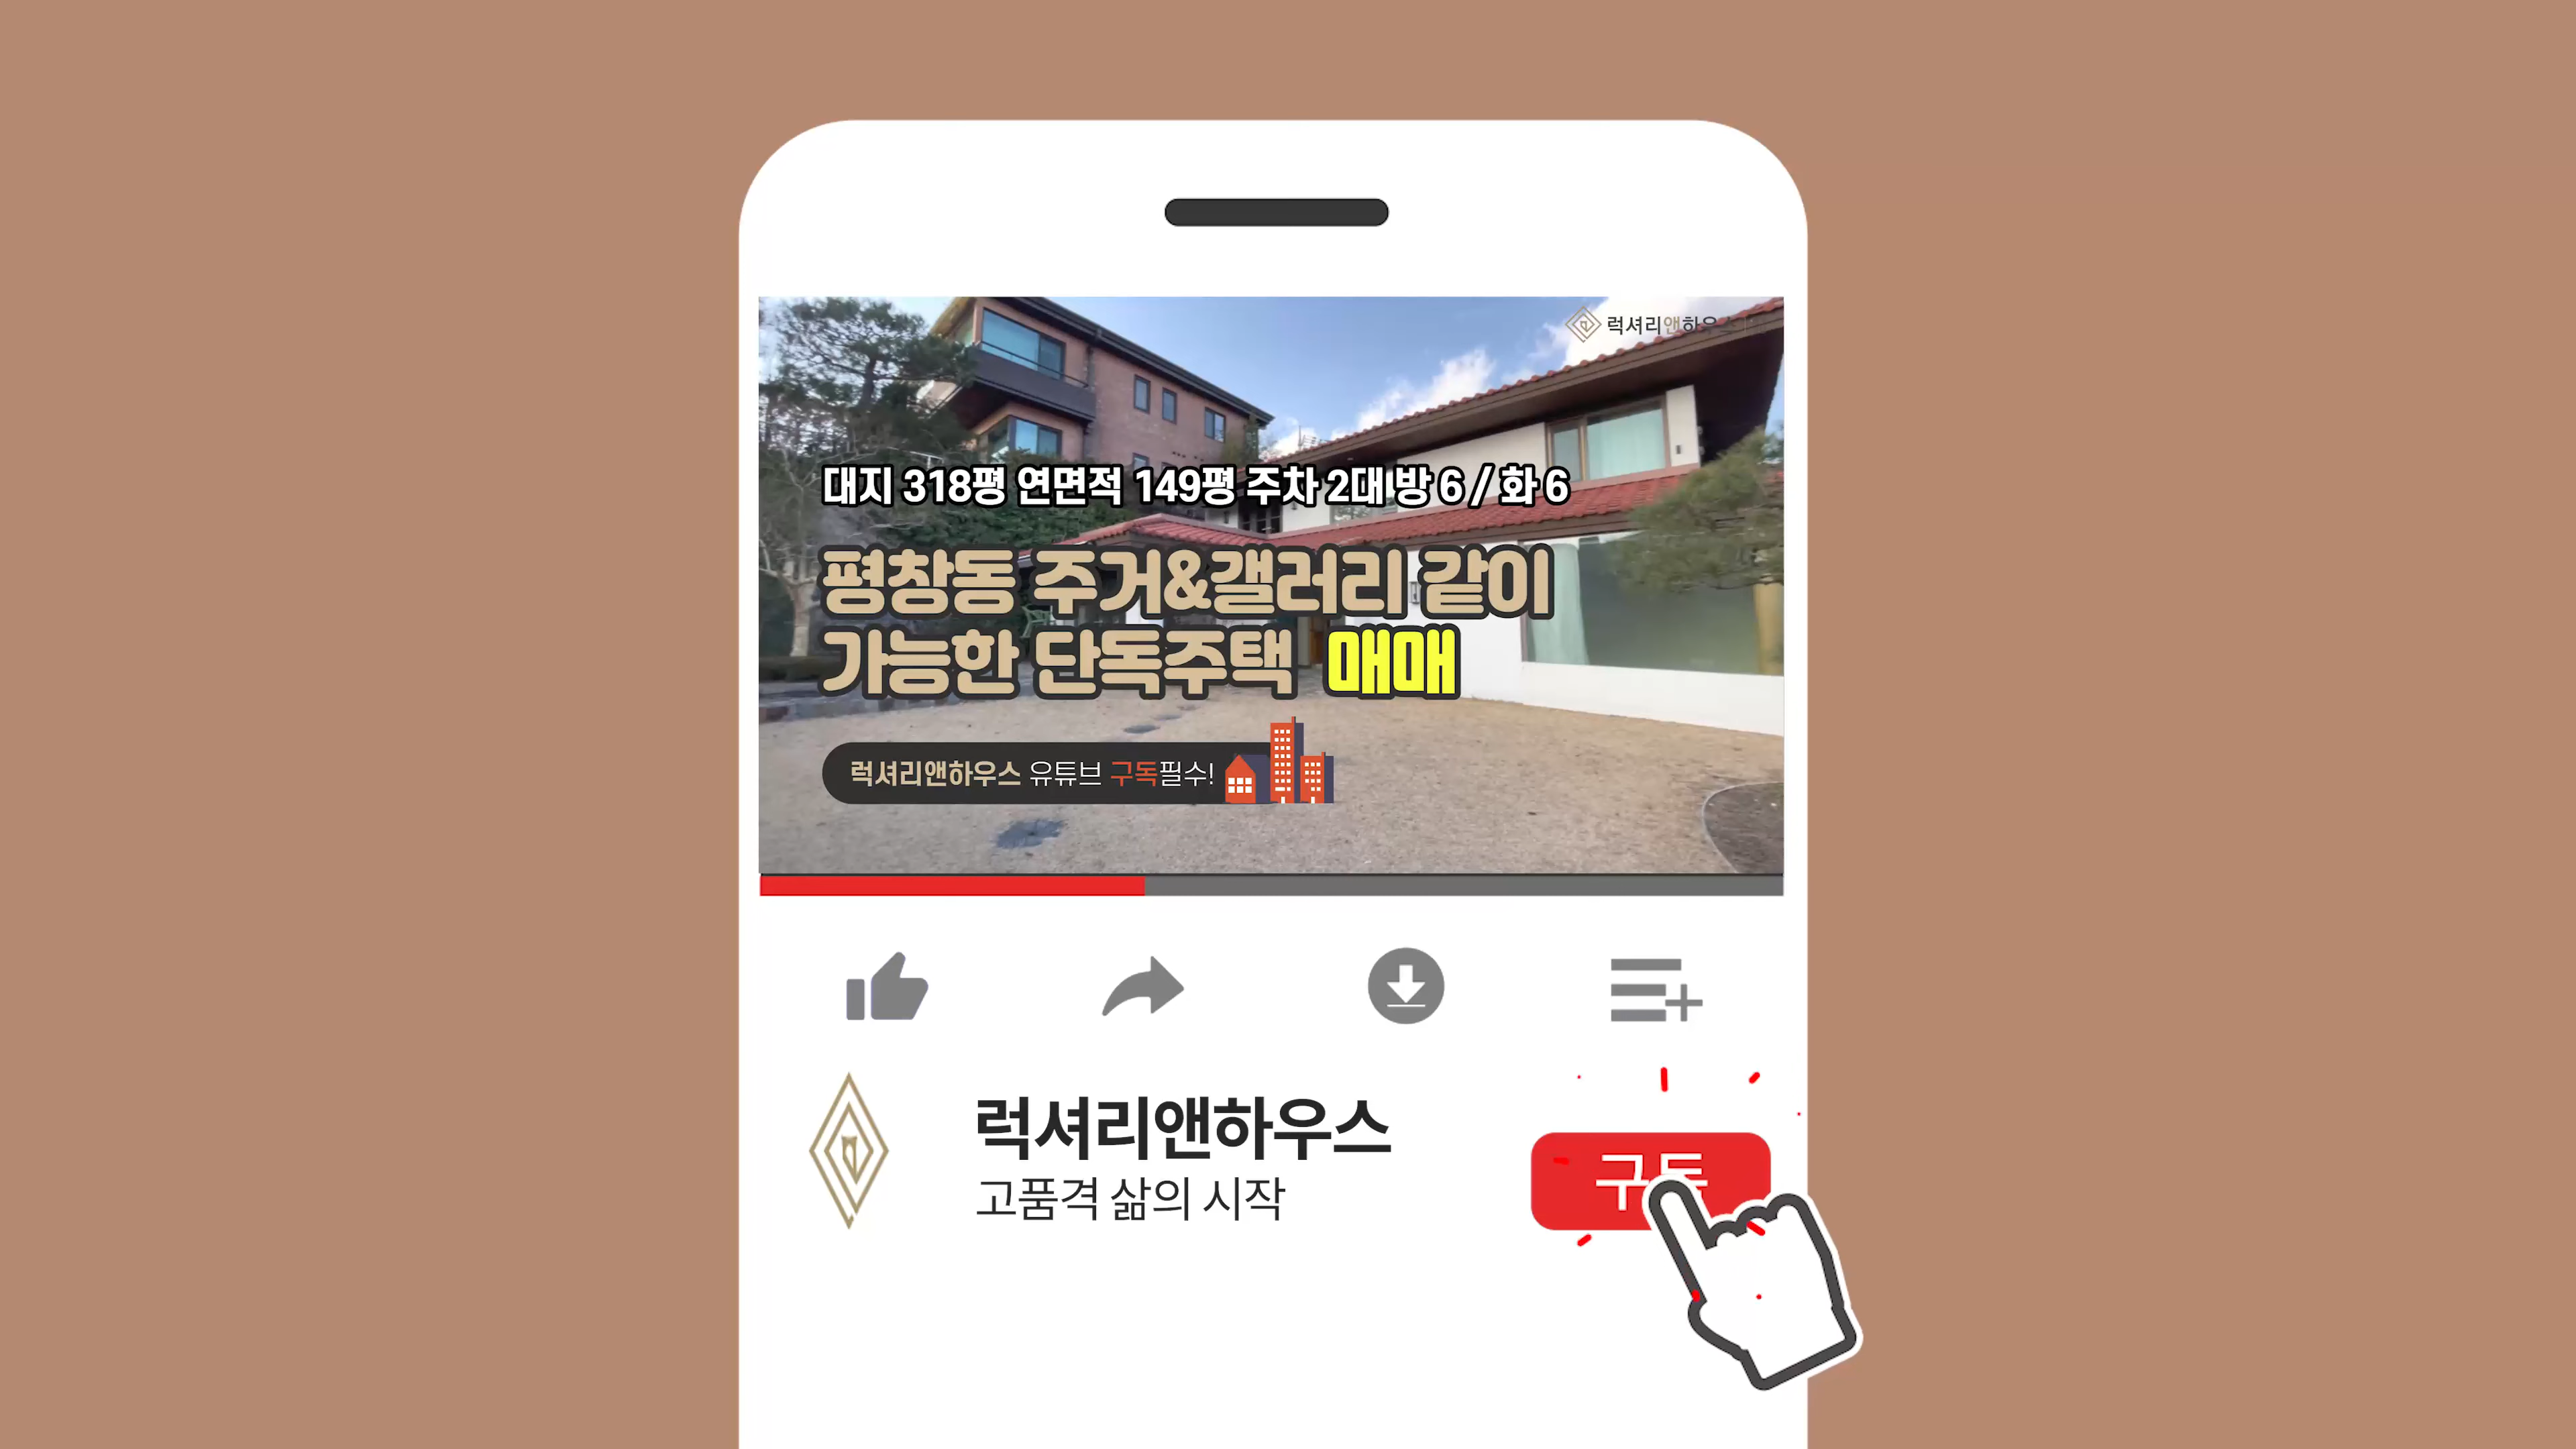 럭셔리앤하우스
대지 318평 연면적 149평 주차 2대 방 6 / 화 6
평창동 주거&갤러리 같이
가능한 단독주택 매매
럭셔리앤하우스 유튜브 구독필수!
럭셔리앤하우스
고품격 삶의 시작
구독